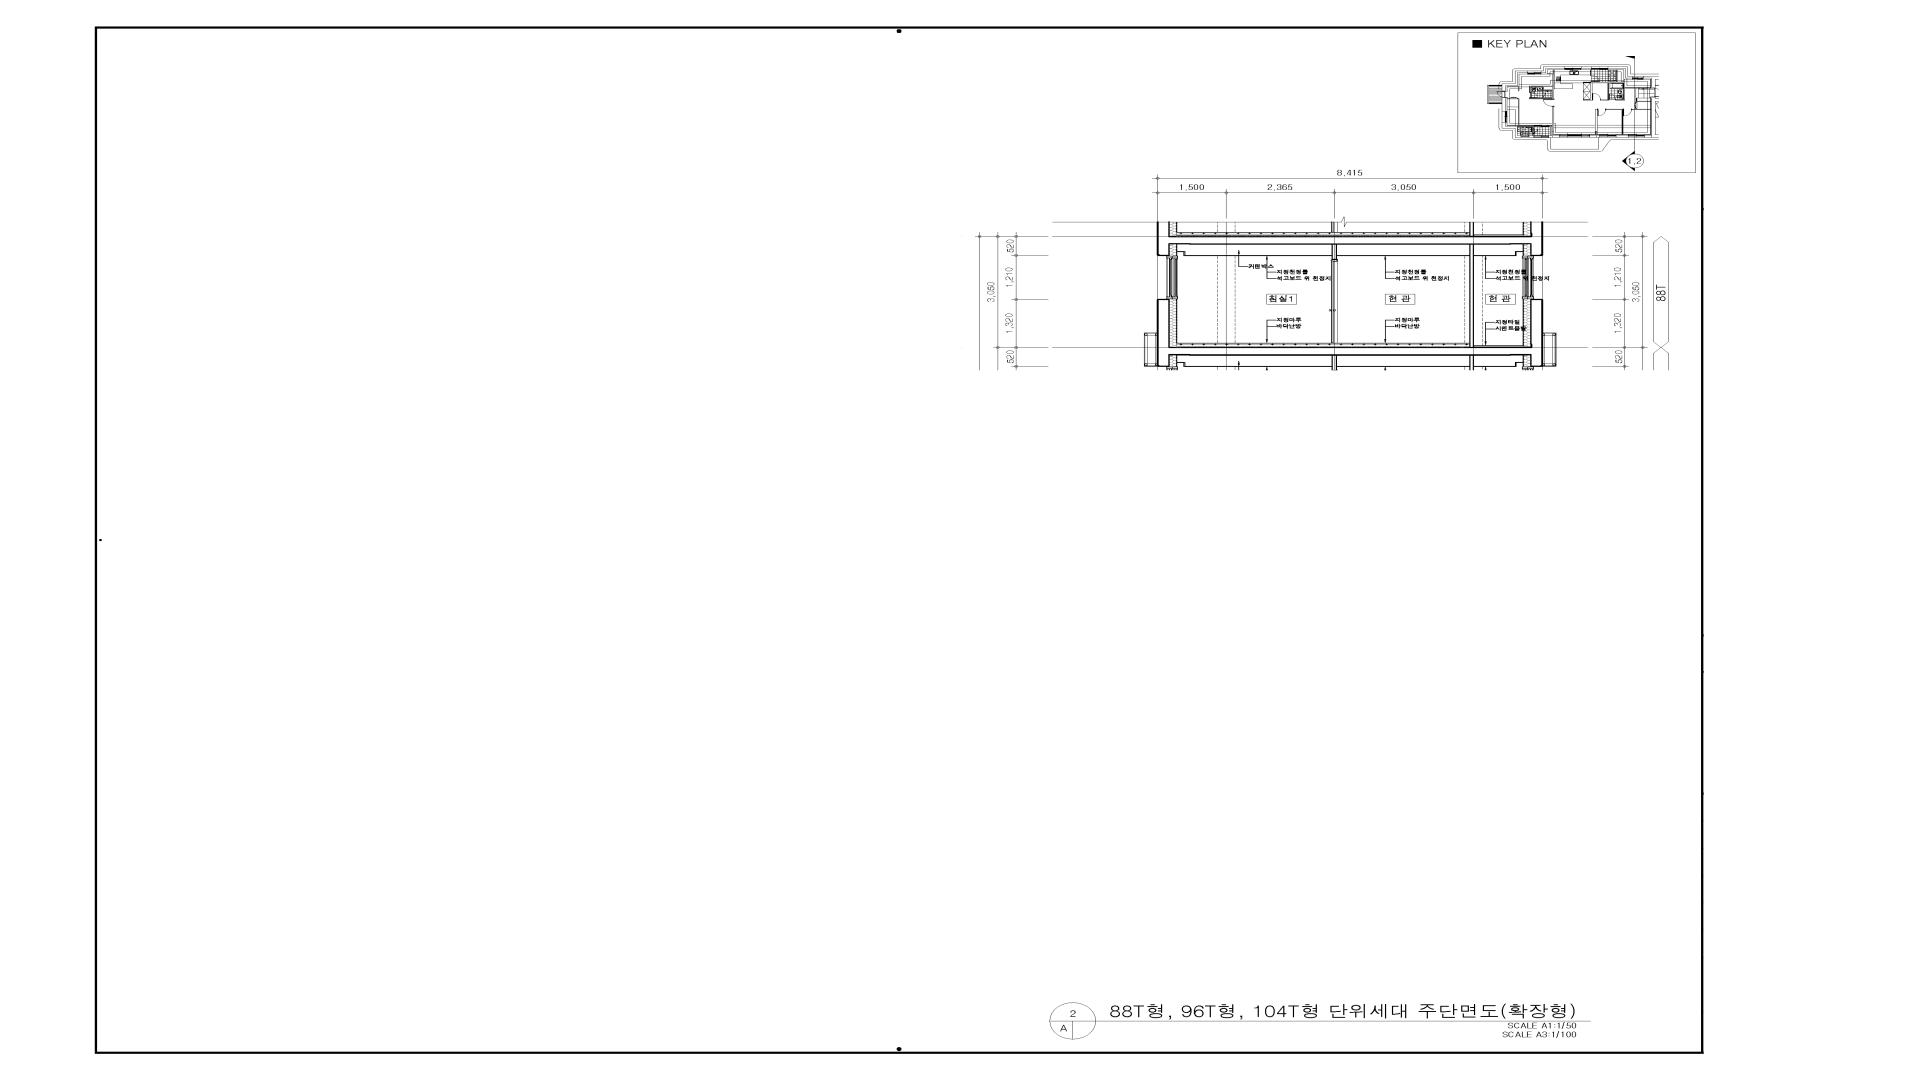 KEY PLAN
1,2
8,415
1,500
2,365
3,050
1,500
520
1,210
3,050
1,320
520
커텐박스
지정천정틀
석고보드 위 천정지
침실1
지정마루
바닥난방
지정천정틀
석고보드 위 천정지
현 관
지정마루
바닥난방
지정천정틀
석고보드 위 천정지
현 관
지정타일
시멘트몰탈
520
1,210
3,050
1,320
520
88T
2
A
88T형, 96T형, 104T형 단위세대 주단면도(확장형)
SCALE A1:1/50
SCALE A3:1/100